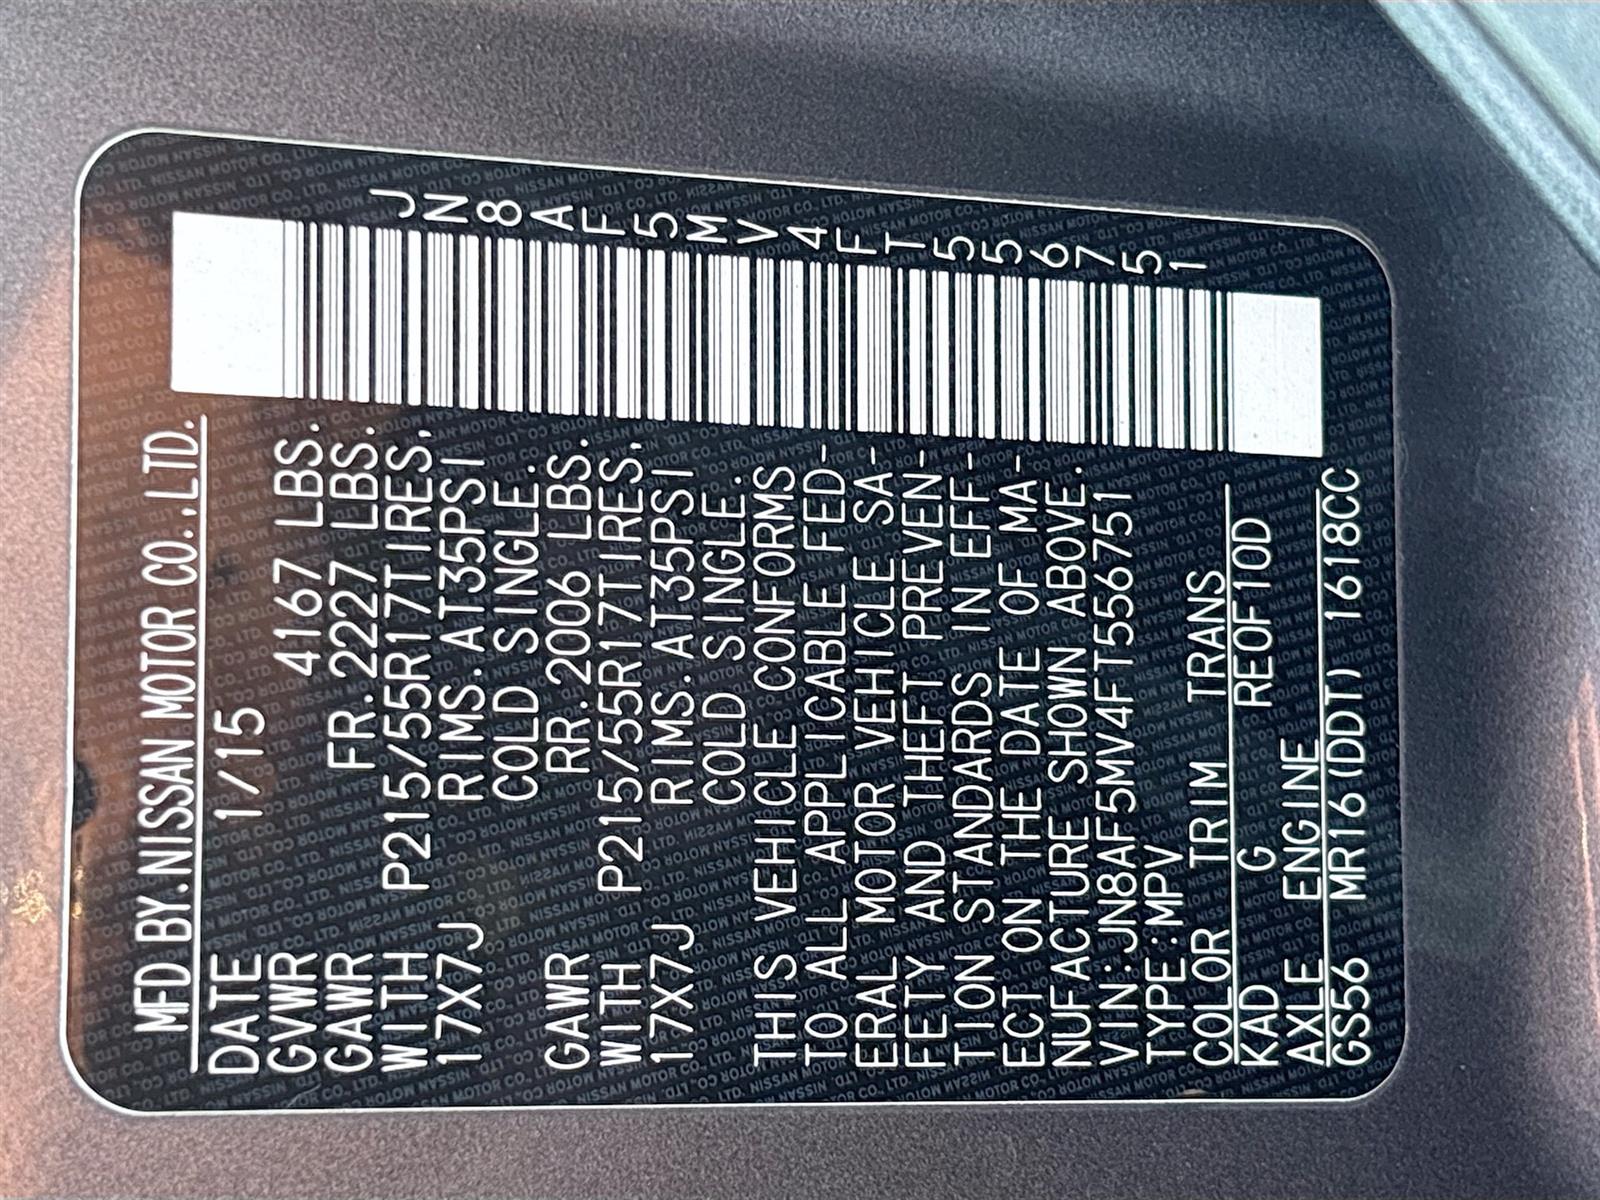 MFD BY.NISSAN MOTOR CO.,LTD.
DATE 1/15
GVWR 4167 LBS.
GAWR FR.2227 LBS.
WITH P215/55R17TIRES,
17X7J RIMS.AT35PSI
COLD SINGLE.
GAWR RR.2006 LBS.
WITH P215/55R17TIRES,
17X7J RIMS.AT35PSI
COLD SINGLE.
THIS VEHICLE CONFORMS
TO ALL APPLICABLE FED-
ERAL MOTOR VEHICLE SA-
FETY AND THEFT PREVEN-
TION STANDARDS IN EFF-
ECT ON THE DATE OF MA-
NUFACTURE SHOWN ABOVE.
VIN:JN8AF5MV4FT556751
TYPE:MPV
COLOR TRIM TRANS
KAD G RE0F10D
AXLE ENGINE
GS56 MR16(DDT) 1618CC
JN8AF5MV4FT556751